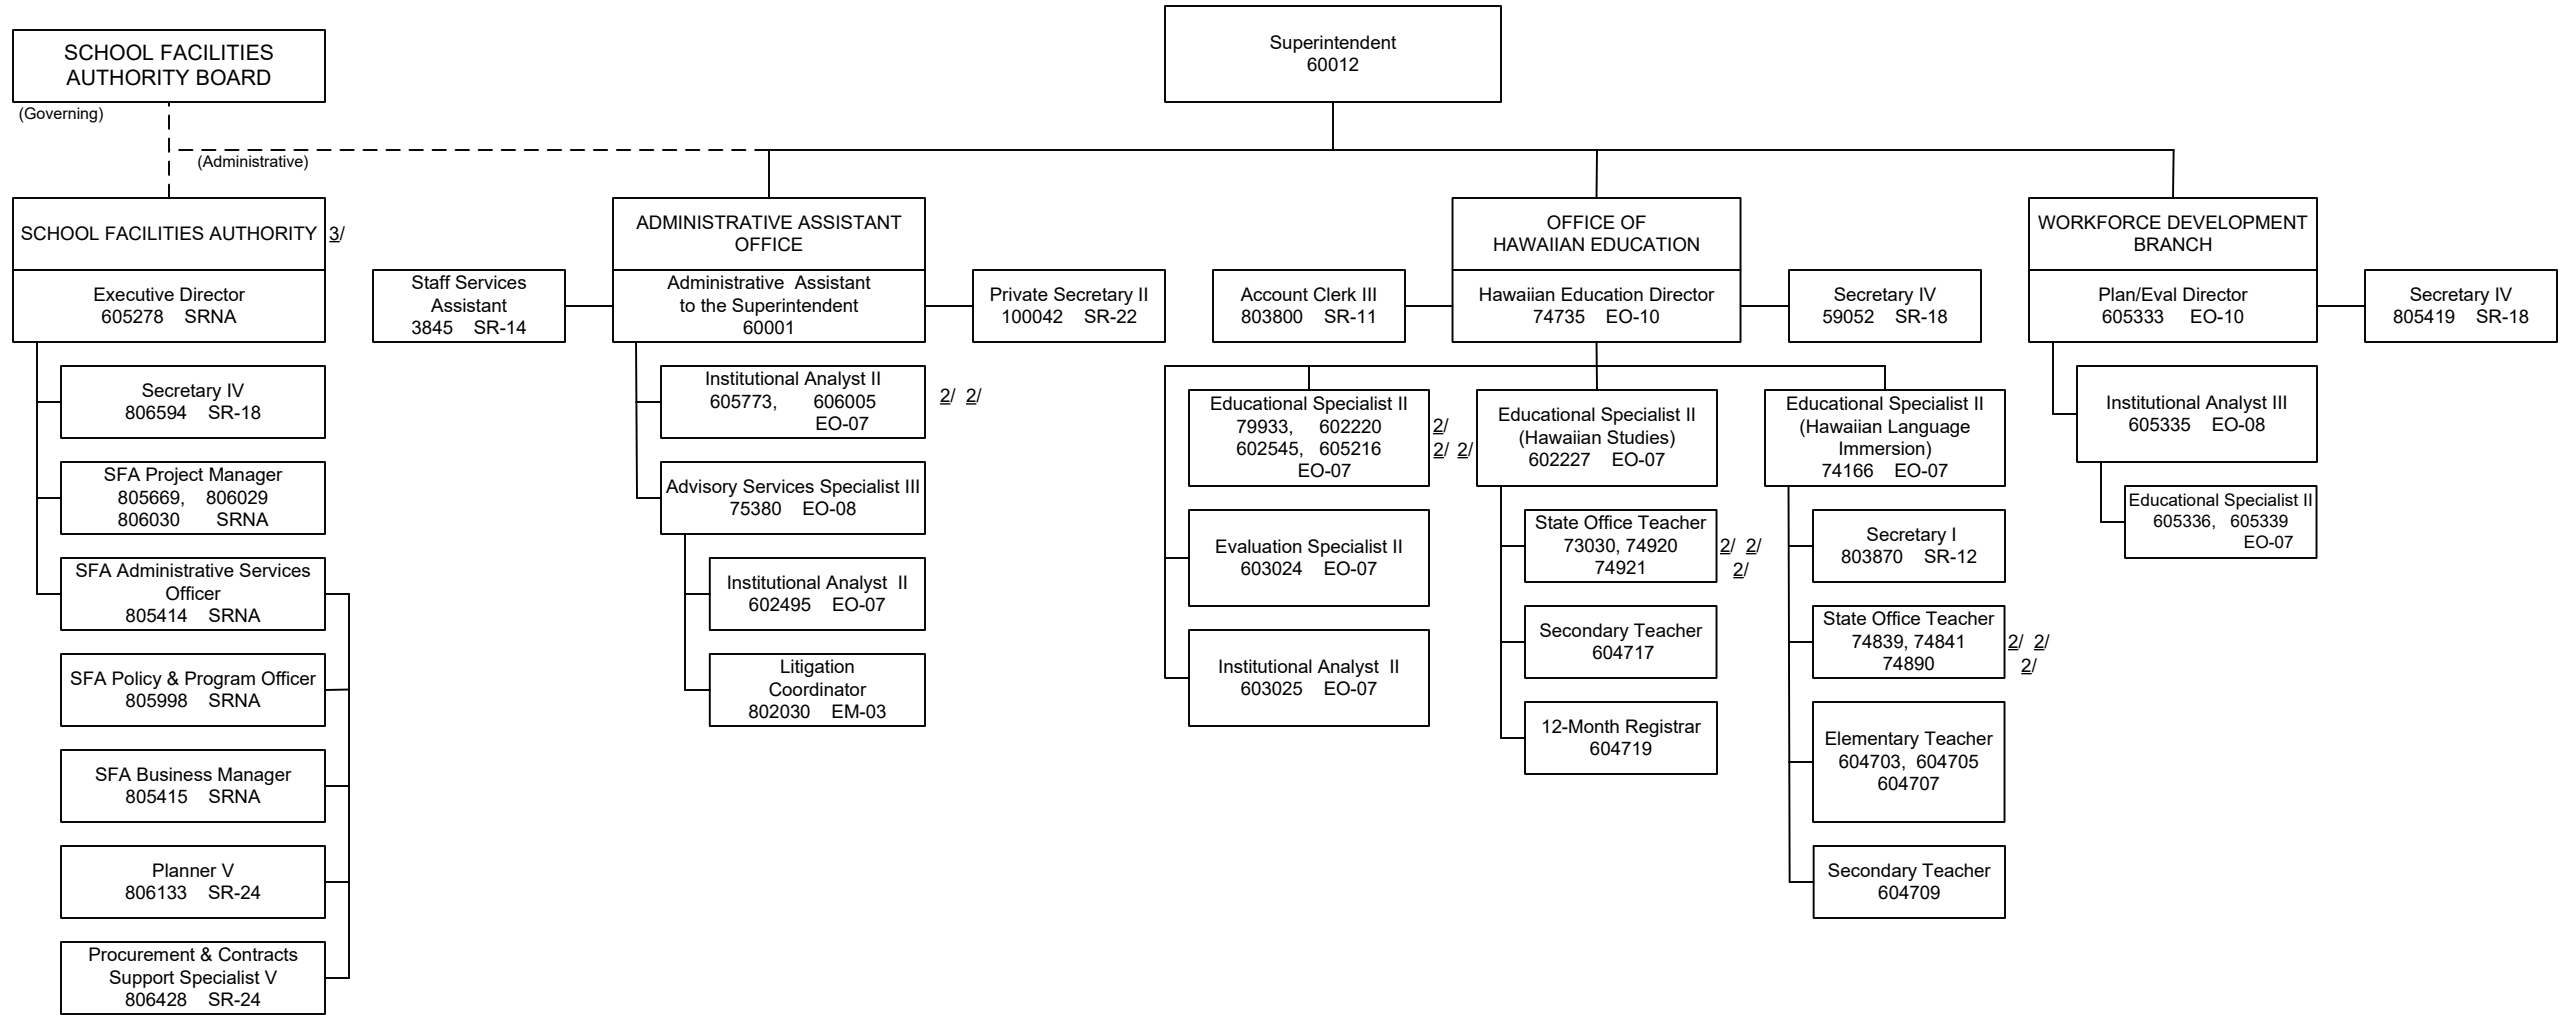 SCHOOL FACILITIES
AUTHORITY BOARD
(Governing)
(Administrative)
Superintendent
60012
SCHOOL FACILITIES AUTHORITY 3/
Executive Director
605278 SRNA
Secretary IV
806594 SR-18
SFA Project Manager
805669, 806029
806030 SRNA
SFA Administrative Services
Officer
805414 SRNA
SFA Policy & Program Officer
805998 SRNA
SFA Business Manager
805415 SRNA
Planner V
806133 SR-24
Procurement & Contracts
Support Specialist V
806428 SR-24
ADMINISTRATIVE ASSISTANT
OFFICE
Staff Services
Assistant
3845 SR-14
Administrative Assistant
to the Superintendent
60001
Private Secretary II
100042 SR-22
Institutional Analyst II
605773, 606005 2/ 2/
EO-07
Advisory Services Specialist III
75380 EO-08
Institutional Analyst II
602495 EO-07
Litigation
Coordinator
802030 EM-03
OFFICE OF
HAWAIIAN EDUCATION
Account Clerk III
803800 SR-11
Hawaiian Education Director
74735 EO-10
Secretary IV
59052 SR-18
Educational Specialist II
79933, 602220 2/
602545, 605216 2/ 2/
EO-07
Evaluation Specialist II
603024 EO-07
Institutional Analyst II
603025 EO-07
Educational Specialist II
(Hawaiian Studies)
602227 EO-07
State Office Teacher
73030, 74920 2/ 2/
74921 2/
Secondary Teacher
604717
12-Month Registrar
604719
Educational Specialist II
(Hawaiian Language
Immersion)
74166 EO-07
Secretary I
803870 SR-12
State Office Teacher
74839, 74841 2/ 2/
74890 2/
Elementary Teacher
604703, 604705
604707
Secondary Teacher
604709
WORKFORCE DEVELOPMENT
BRANCH
Plan/Eval Director
605333 EO-10
Secretary IV
805419 SR-18
Institutional Analyst III
605335 EO-08
Educational Specialist II
605336, 605339
EO-07